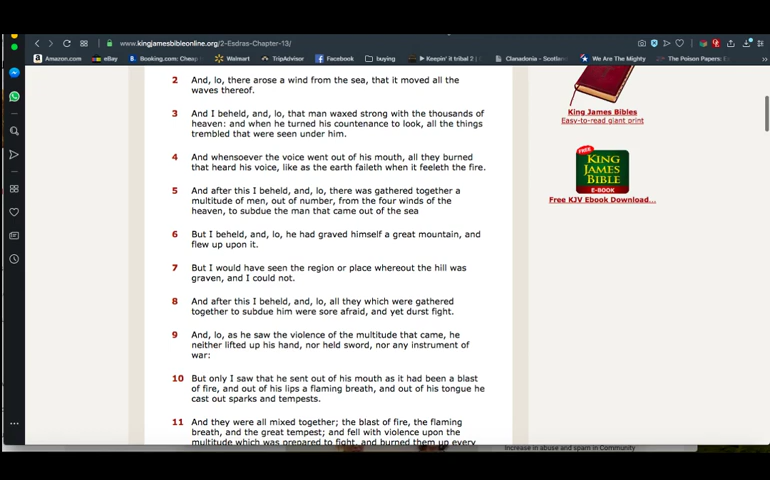 www.kingjamesbibleonline.org/2-Esdras-Chapter-13/
Amazon.com eBay Booking.com: Cheap Walmart TripAdvisor Facebook buying Keepin' it tribal 2 Clanadonia - Scotlan We Are The Mighty The Poison Papers:
2 And, lo, there arose a wind from the sea, that it moved all the
waves thereof.
3 And I beheld, and, lo, that man waxed strong with the thousands of
heaven: and when he turned his countenance to look, all the things
trembled that were seen under him.
4 And whensoever the voice went out of his mouth, all they burned
that heard his voice, like as the earth faileth when it feeleth the fire.
5 And after this I beheld, and, lo, there was gathered together a
multitude of men, out of number, from the four winds of the
heaven, to subdue the man that came out of the sea
6 But I beheld, and, lo, he had graved himself a great mountain, and
flew up upon it.
7 But I would have seen the region or place whereout the hill was
graven, and I could not.
8 And after this I beheld, and, lo, all they which were gathered
together to subdue him were sore afraid, and yet durst fight.
9 And, lo, as he saw the violence of the multitude that came, he
neither lifted up his hand, nor held sword, nor any instrument of
war:
10 But only I saw that he sent out of his mouth as it had been a blast
of fire, and out of his lips a flaming breath, and out of his tongue he
cast out sparks and tempests.
11 And they were all mixed together; the blast of fire, the flaming
breath, and the great tempest; and fell with violence upon the
multitude which was prepared to fight, and burned them up every
King James Bibles
Easy-to-read giant print
FREE
KING
JAMES
BIBLE
E-BOOK
Free KJV Ebook Download...
Increase in abuse and spam in Community